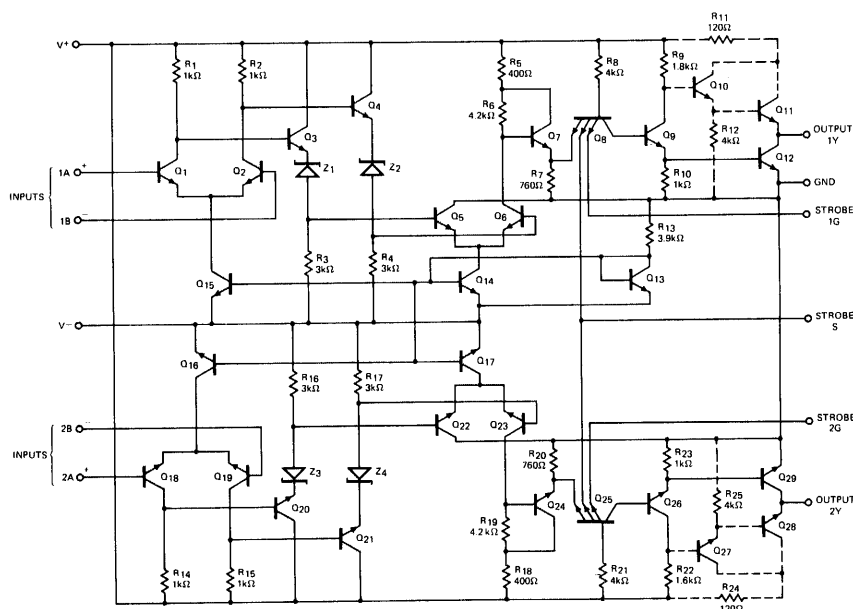 R11
120Ω
V+
R1
1kΩ
R2
1kΩ
R5
400Ω
R8
4kΩ
R9
1.8kΩ
Q10
Q4
R6
4.2kΩ
Q11
Q3
Q7
Q8
Q9
R12
4kΩ
OUTPUT
1Y
INPUTS
1A
+
Q1
Q2
Z1
Z2
R7
760Ω
R10
1kΩ
Q12
GND
1B
−
Q5
Q6
STROBE
1G
R3
3kΩ
R4
3kΩ
R13
3.9kΩ
Q15
Q14
Q13
V−
STROBE
S
Q16
Q17
R16
3kΩ
R17
3kΩ
INPUTS
2B
−
Q22
Q23
STROBE
2G
2A
+
Q18
Q19
Z3
Z4
R20
760Ω
R23
1kΩ
Q29
Q20
Q24
Q25
Q26
R25
4kΩ
OUTPUT
2Y
Q21
R19
4.2kΩ
Q28
Q27
R14
1kΩ
R15
1kΩ
R18
400Ω
R21
4kΩ
R22
1.6kΩ
R24
120Ω